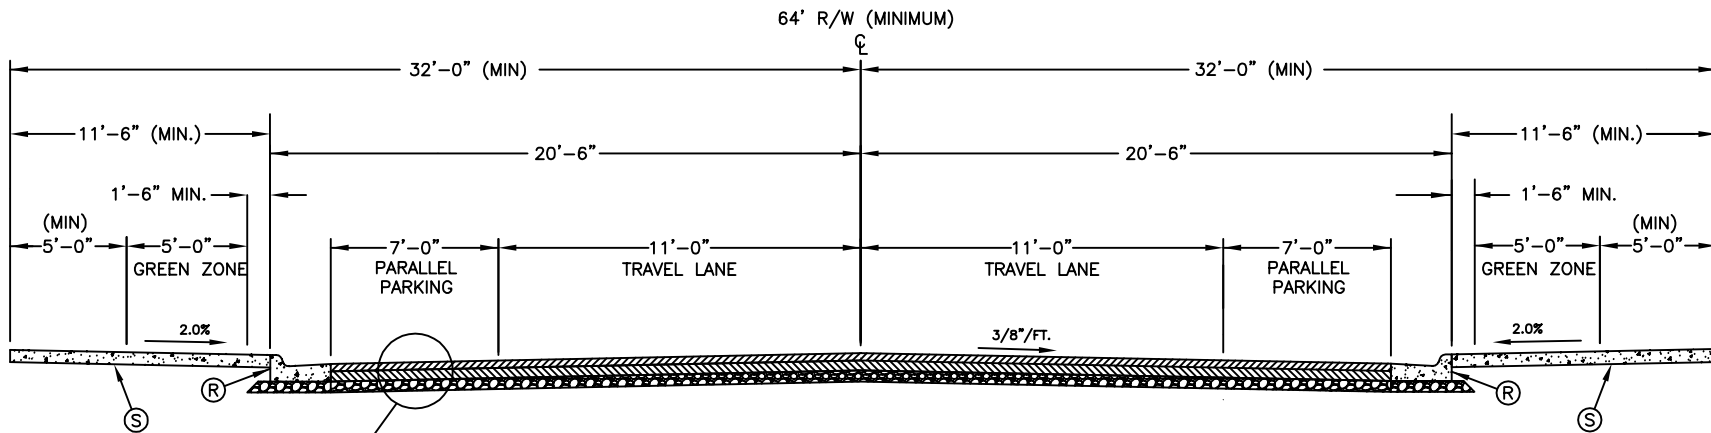 64' R/W (MINIMUM)
℄
32'-0" (MIN) 32'-0" (MIN)
11'-6" (MIN.) 11'-6" (MIN.)
20'-6" 20'-6"
1'-6" MIN. 1'-6" MIN.
(MIN) (MIN)
5'-0" 5'-0" 7'-0" 11'-0" 11'-0" 7'-0" 5'-0" 5'-0"
GREEN ZONE PARALLEL TRAVEL LANE TRAVEL LANE PARALLEL GREEN ZONE
PARKING PARKING
2.0% 3/8"/FT. 2.0%
R R
S S